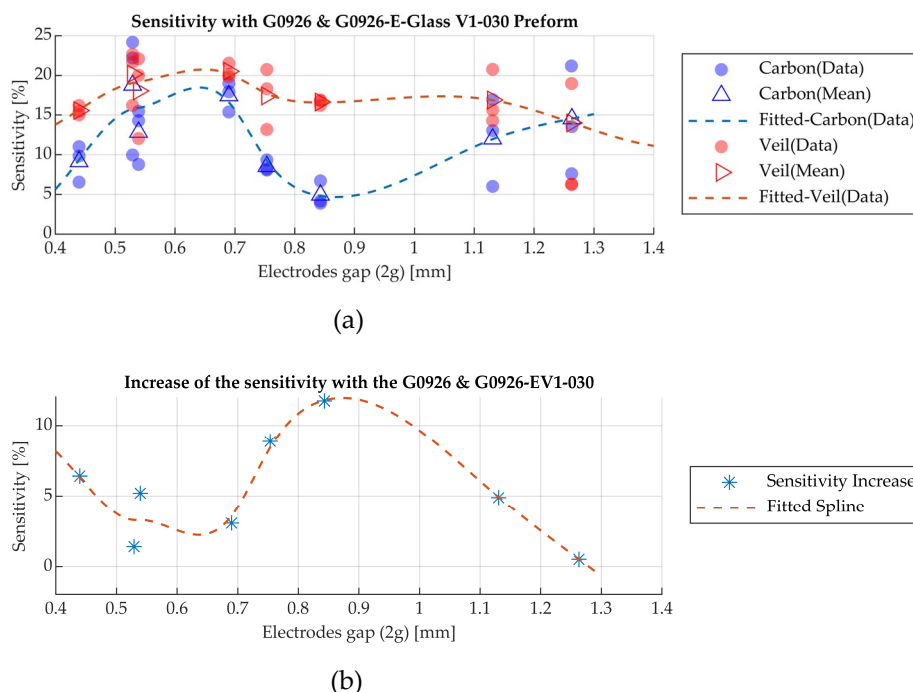 Sensitivity with G0926 & G0926-E-Glass V1-030 Preform
Sensitivity [%]
25
20
15
10
5
0
0.4 0.5 0.6 0.7 0.8 0.9 1 1.1 1.2 1.3 1.4
Electrodes gap (2g) [mm]
Carbon(Data)
Carbon(Mean)
Fitted-Carbon(Data)
Veil(Data)
Veil(Mean)
Fitted-Veil(Data)
(a)
Increase of the sensitivity with the G0926 & G0926-EV1-030
Sensitivity [%]
10
5
0
0.4 0.5 0.6 0.7 0.8 0.9 1 1.1 1.2 1.3 1.4
Electrodes gap (2g) [mm]
Sensitivity Increase
Fitted Spline
(b)